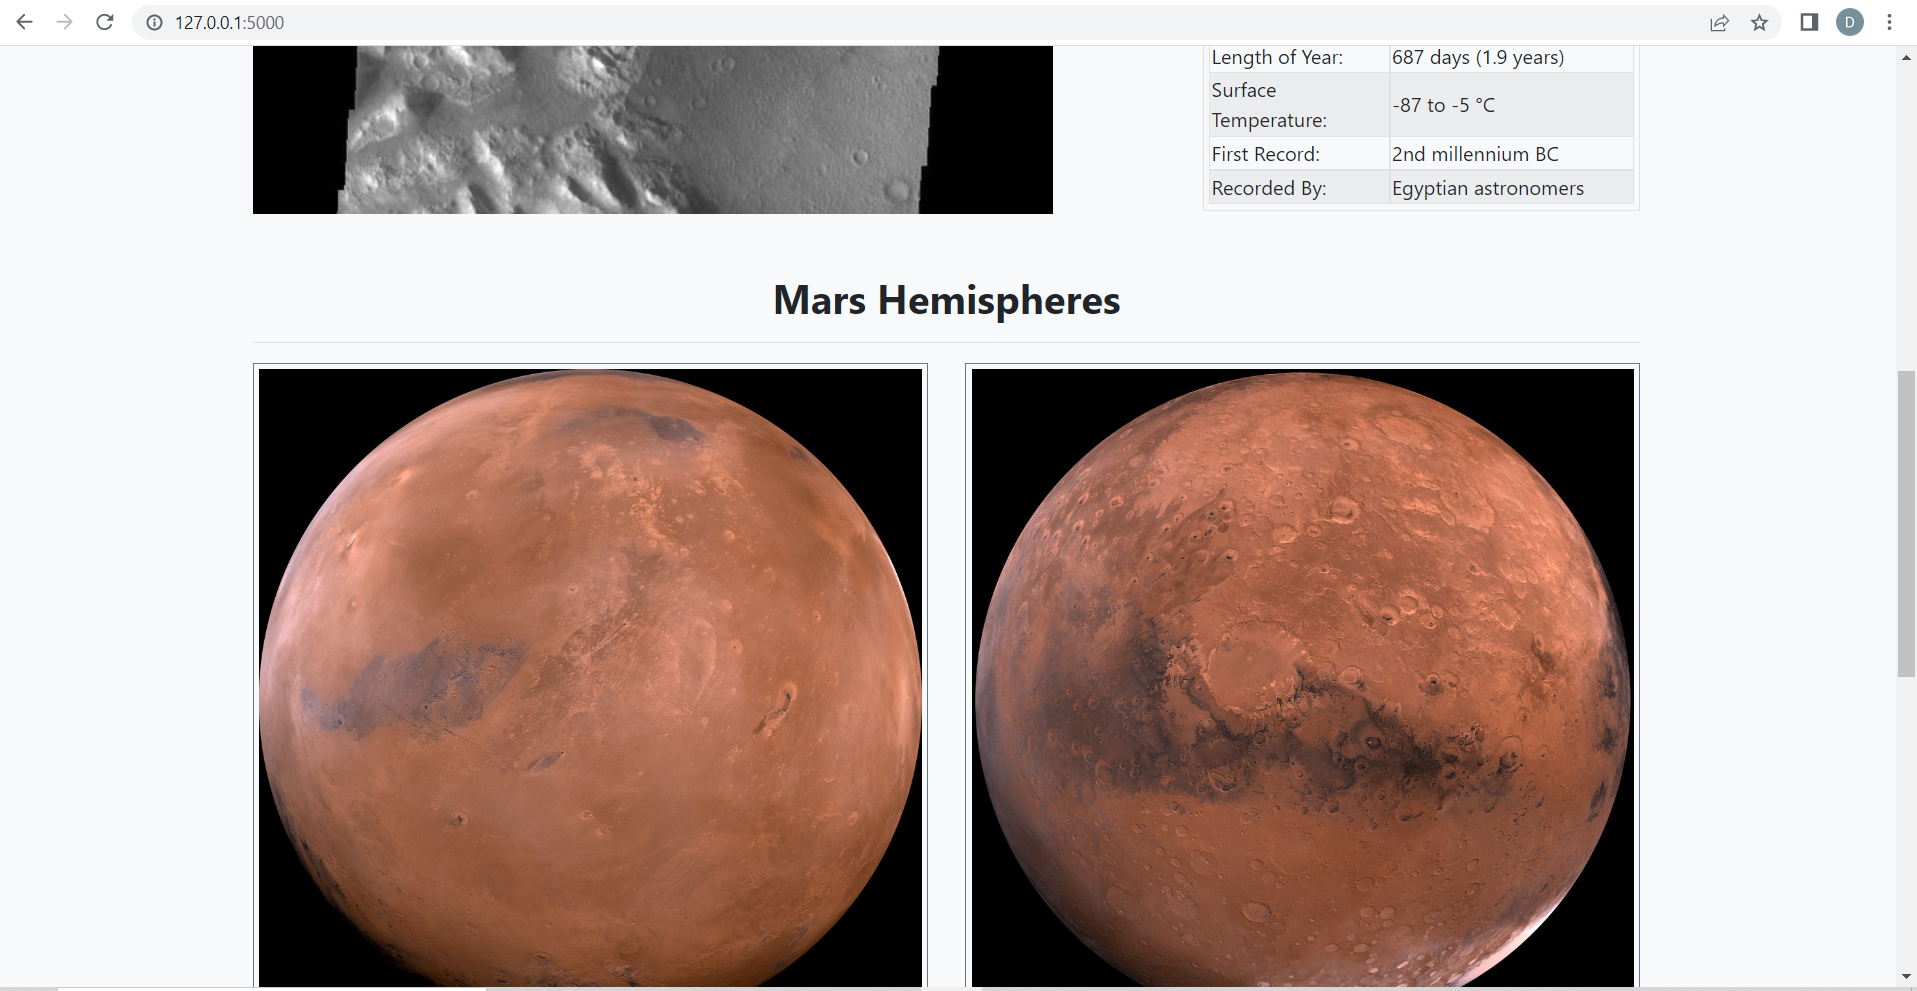 127.0.0.1:5000
D
Length of Year: 687 days (1.9 years)
Surface
Temperature: -87 to -5 °C
First Record: 2nd millennium BC
Recorded By: Egyptian astronomers
Mars Hemispheres